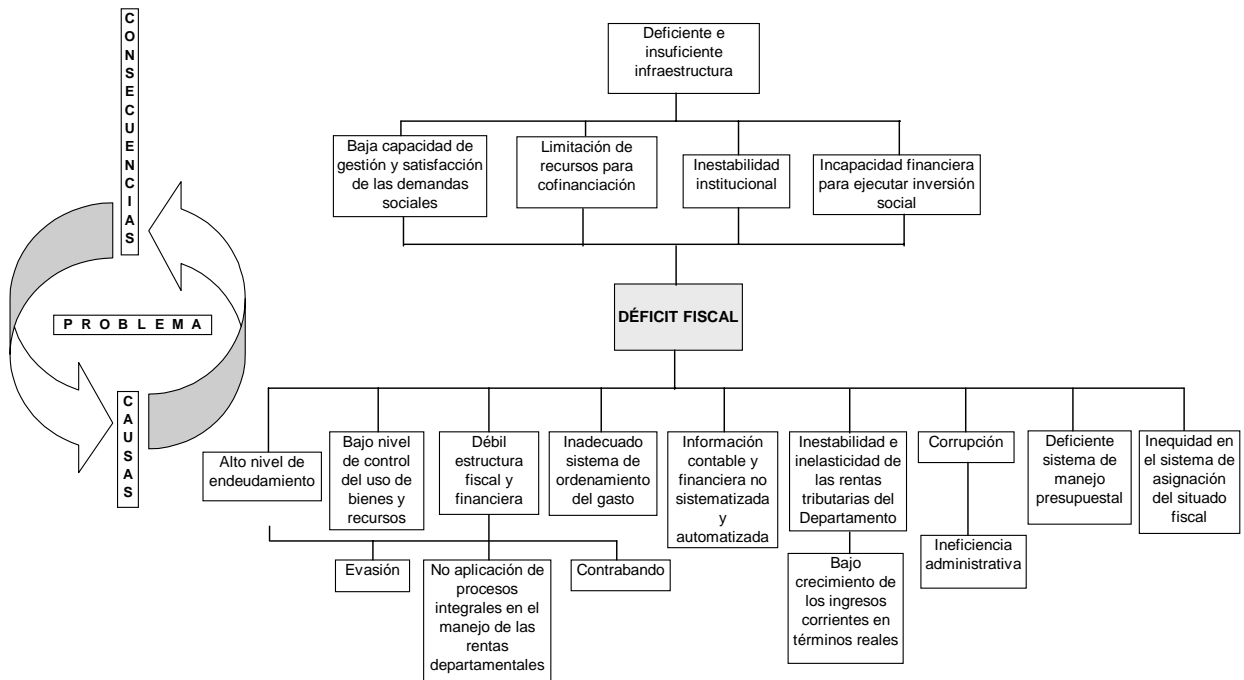 CONSECUENCIAS
PROBLEMA
CAUSAS
Deficiente e
insuficiente
infraestructura
Baja capacidad de
gestión y satisfacción
de las demandas
sociales
Limitación de
recursos para
cofinanciación
Inestabilidad
institucional
Incapacidad financiera
para ejecutar inversión
social
DÉFICIT FISCAL
Alto nivel de
endeudamiento
Bajo nivel
de control
del uso de
bienes y
recursos
Débil
estructura
fiscal y
financiera
Inadecuado
sistema de
ordenamiento
del gasto
Información
contable y
financiera no
sistematizada
y
automatizada
Inestabilidad e
inelasticidad de
las rentas
tributarias del
Departamento
Corrupción
Deficiente
sistema de
manejo
presupuestal
Inequidad en
el sistema de
asignación
del situado
fiscal
Evasión
No aplicación de
procesos
integrales en el
manejo de las
rentas
departamentales
Contrabando
Bajo
crecimiento de
los ingresos
corrientes en
términos reales
Ineficiencia
administrativa